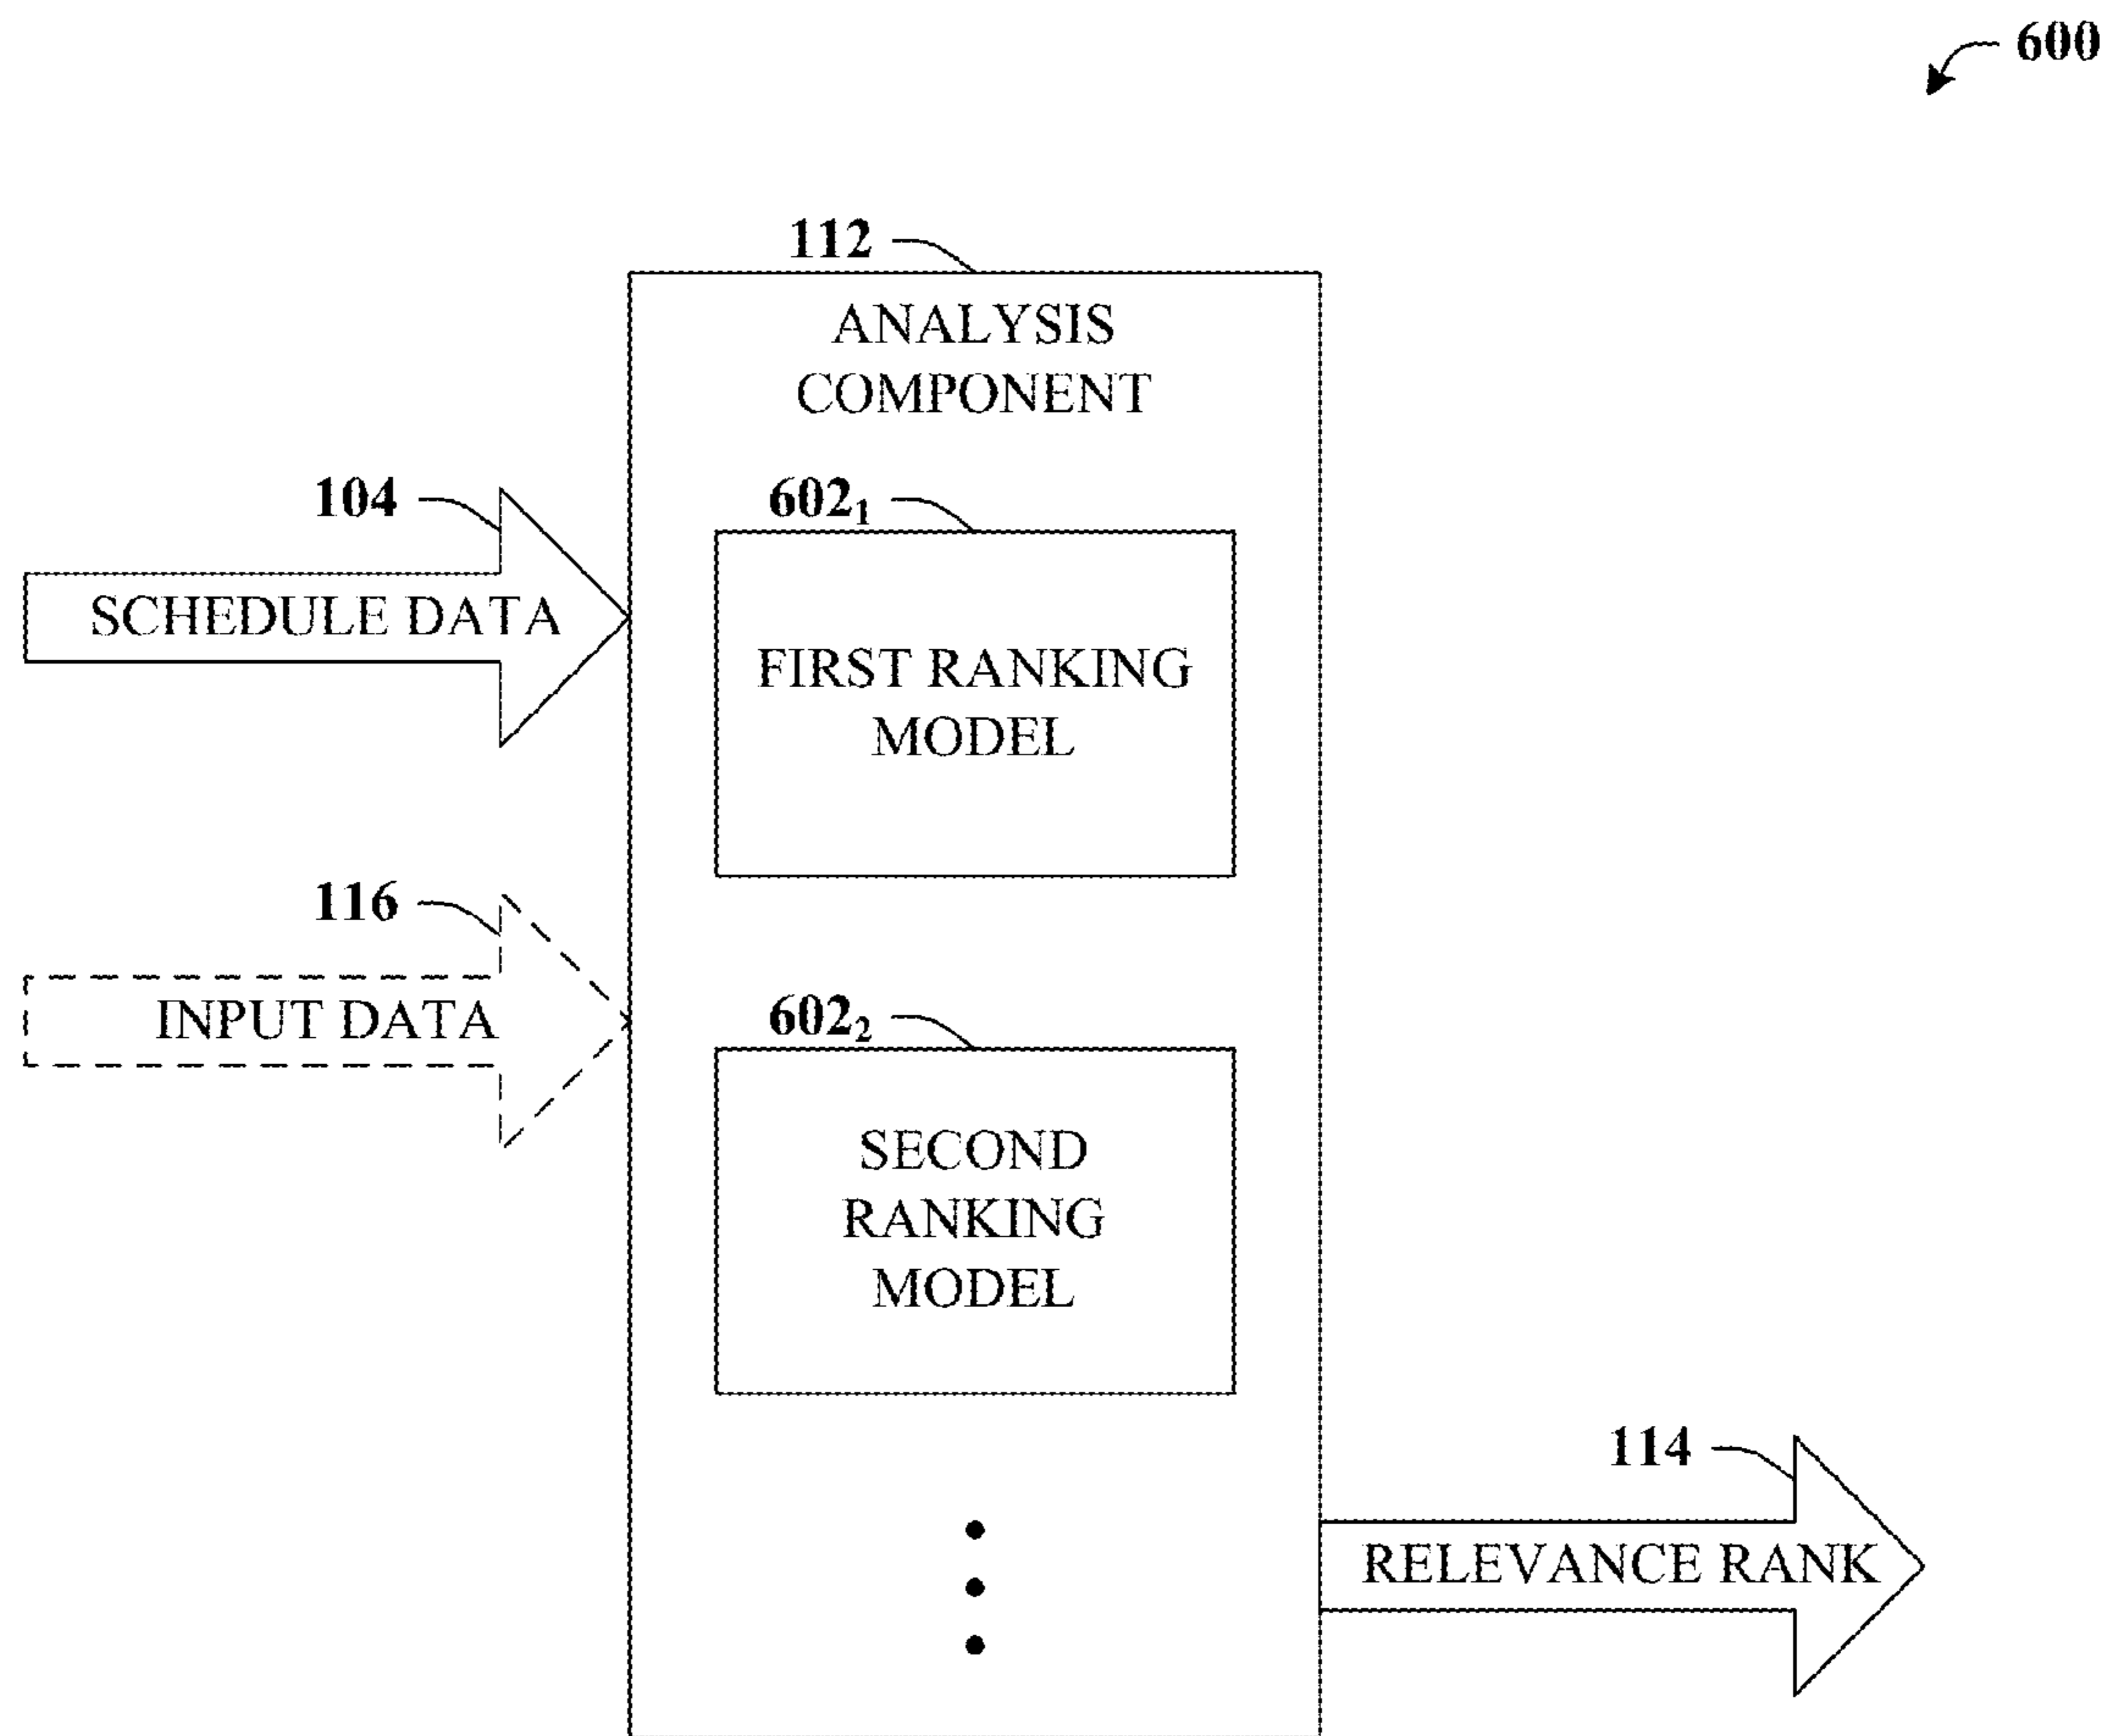 600
112
ANALYSIS
COMPONENT
104
SCHEDULE DATA
602₁
FIRST RANKING
MODEL
116
INPUT DATA
602₂
SECOND
RANKING
MODEL
114
RELEVANCE RANK